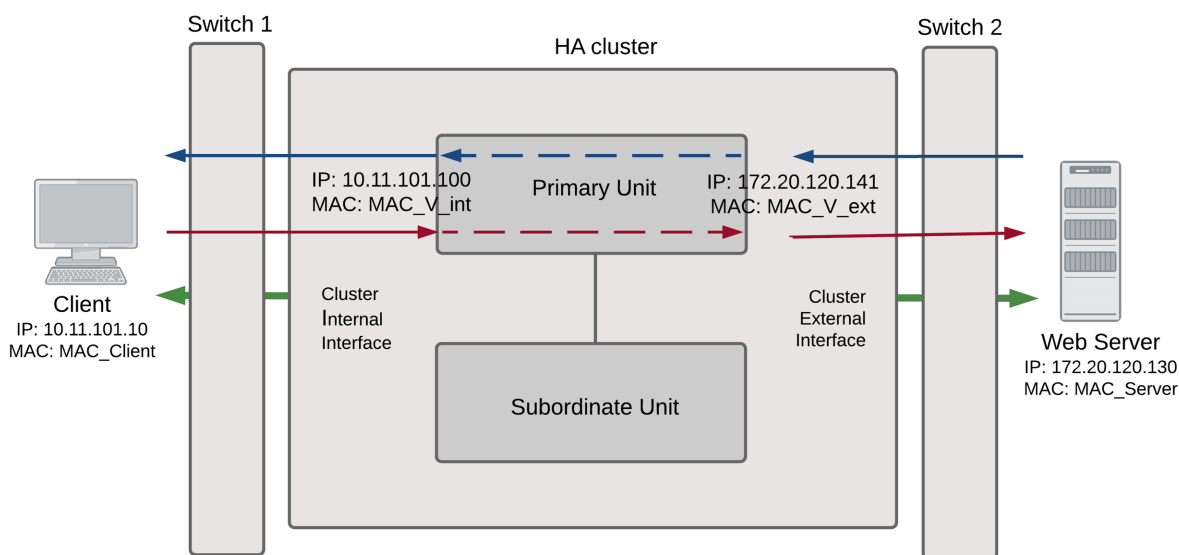 Switch 1
HA cluster
Switch 2
IP: 10.11.101.100
MAC: MAC_V_int
Primary Unit
IP: 172.20.120.141
MAC: MAC_V_ext
Client
IP: 10.11.101.10
MAC: MAC_Client
Cluster
Internal
Interface
Cluster
External
Interface
Web Server
IP: 172.20.120.130
MAC: MAC_Server
Subordinate Unit